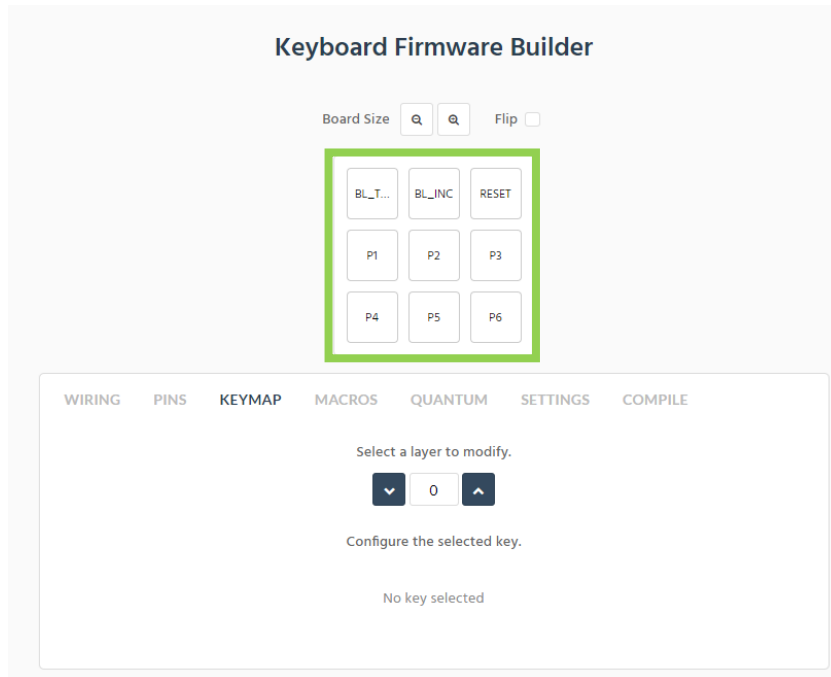 Keyboard Firmware Builder
Board Size Flip
BL_T... BL_INC RESET
P1 P2 P3
P4 P5 P6
WIRING PINS KEYMAP MACROS QUANTUM SETTINGS COMPILE
Select a layer to modify.
0
Configure the selected key.
No key selected